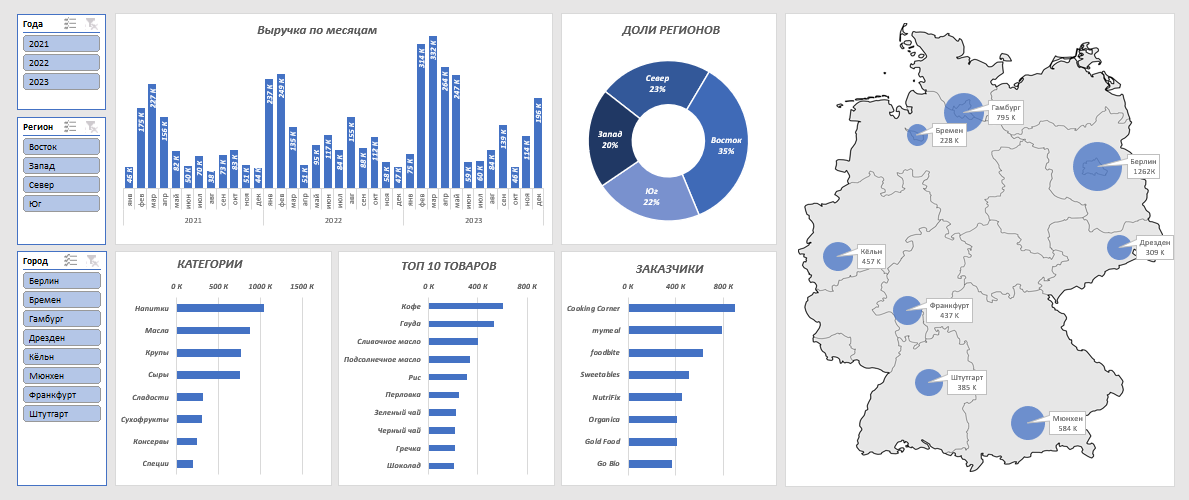 Года
2021
2022
2023
Регион
Восток
Запад
Север
Юг
Город
Берлин
Бремен
Гамбург
Дрезден
Кёльн
Мюнхен
Франкфурт
Штутгарт
Выручка по месяцам
46 K
175 K
227 K
156 K
82 K
50 K
70 K
38
73 K
83 K
51 K
44 K
237 K
249 K
135 K
51 K
95 K
117 K
84 K
155 K
88 K
112 K
58 K
47 K
75 K
314 K
332 K
264 K
247 K
59 K
60 K
84 K
139 K
46 K
114 K
196 K
янв фев мар апр май июн июл авг сен окт ноя дек янв фев мар апр май июн июл авг сен окт ноя дек янв фев мар апр май июн июл авг сен окт ноя дек
2021 2022 2023
ДОЛИ РЕГИОНОВ
Север
23%
Восток
35%
Запад
20%
Юг
22%
КАТЕГОРИИ
0 K 500 K 1000 K 1500 K
Напитки
Масла
Крупы
Сыры
Сладости
Сухофрукты
Консервы
Специи
ТОП 10 ТОВАРОВ
0 K 400 K 800 K
Кофе
Гауда
Сливочное масло
Подсолнечное масло
Рис
Перловка
Зеленый чай
Черный чай
Гречка
Шоколад
ЗАКАЗЧИКИ
0 K 400 K 800 K
Cooking Corner
mymeal
foodbite
Sweetables
NutriFix
Organica
Gold Food
Go Bio
Гамбург
795 K
Бремен
228 K
Берлин
1262K
Дрезден
309 K
Кёльн
457 K
Франкфурт
437 K
Штутгарт
385 K
Мюнхен
584 K